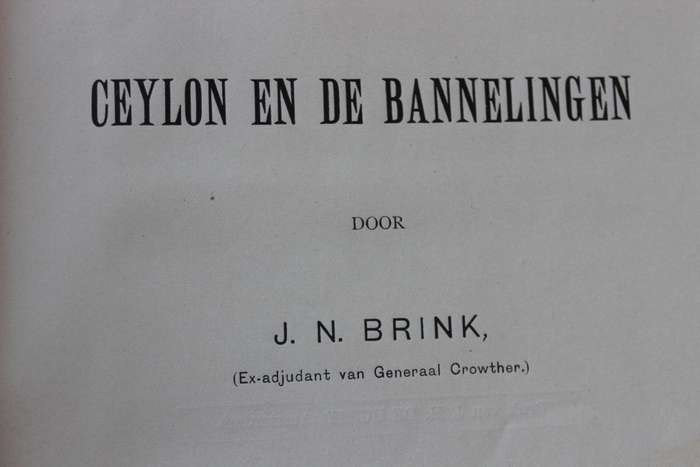 CEYLON EN DE BANNELINGEN
DOOR
J. N. BRINK,
(Ex-adjudant van Generaal Crowther.)